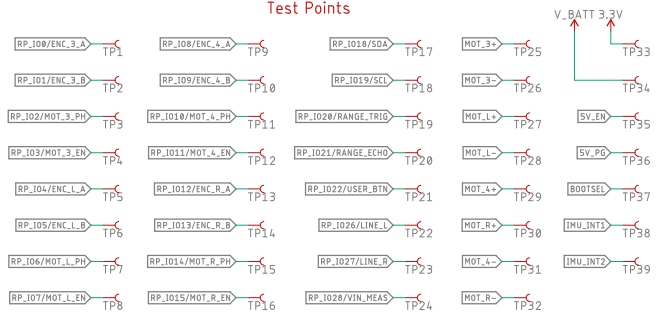 Test Points
V_BATT 3.3V
RP_IO0/ENC_3_A TP1
RP_IO8/ENC_4_A TP9
RP_IO18/SDA TP17
MOT_3+ TP25
TP33
RP_IO1/ENC_3_B TP2
RP_IO9/ENC_4_B TP10
RP_IO19/SCL TP18
MOT_3- TP26
TP34
RP_IO2/MOT_3_PH TP3
RP_IO10/MOT_4_PH TP11
RP_IO20/RANGE_TRIG TP19
MOT_L+ TP27
5V_EN TP35
RP_IO3/MOT_3_EN TP4
RP_IO11/MOT_4_EN TP12
RP_IO21/RANGE_ECHO TP20
MOT_L- TP28
5V_PG TP36
RP_IO4/ENC_L_A TP5
RP_IO12/ENC_R_A TP13
RP_IO22/USER_BTN TP21
MOT_4+ TP29
BOOTSEL TP37
RP_IO5/ENC_L_B TP6
RP_IO13/ENC_R_B TP14
RP_IO26/LINE_L TP22
MOT_R+ TP30
IMU_INT1 TP38
RP_IO6/MOT_L_PH TP7
RP_IO14/MOT_R_PH TP15
RP_IO27/LINE_R TP23
MOT_4- TP31
IMU_INT2 TP39
RP_IO7/MOT_L_EN TP8
RP_IO15/MOT_R_EN TP16
RP_IO28/VIN_MEAS TP24
MOT_R- TP32